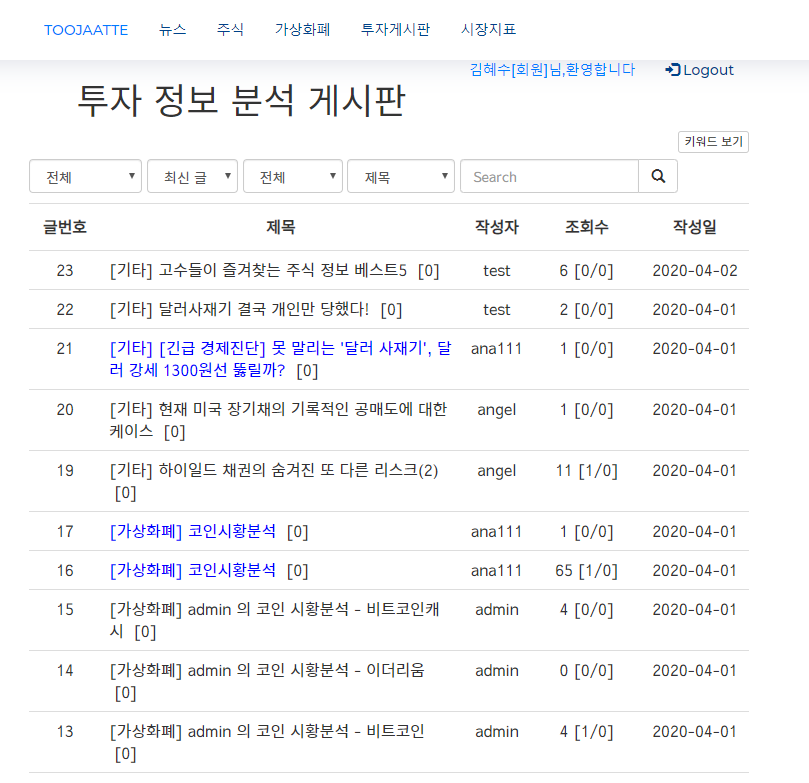 TOOJAATTE 뉴스 주식 가상화폐 투자게시판 시장지표
김혜수[회원]님,환영합니다 Logout
투자 정보 분석 게시판
키워드 보기
전체 최신 글 전체 제목 Search
글번호 제목 작성자 조회수 작성일
23 [기타] 고수들이 즐겨찾는 주식 정보 베스트5 [0] test 6 [0/0] 2020-04-02
22 [기타] 달러사재기 결국 개인만 당했다! [0] test 2 [0/0] 2020-04-01
21 [기타] [긴급 경제진단] 못 말리는 '달러 사재기', 달 ana111 1 [0/0] 2020-04-01
러 강세 1300원선 뚫릴까? [0]
20 [기타] 현재 미국 장기채의 기록적인 공매도에 대한 angel 1 [0/0] 2020-04-01
케이스 [0]
19 [기타] 하이일드 채권의 숨겨진 또 다른 리스크(2) angel 11 [1/0] 2020-04-01
[0]
17 [가상화폐] 코인시황분석 [0] ana111 1 [0/0] 2020-04-01
16 [가상화폐] 코인시황분석 [0] ana111 65 [1/0] 2020-04-01
15 [가상화폐] admin 의 코인 시황분석 - 비트코인캐 admin 4 [0/0] 2020-04-01
시 [0]
14 [가상화폐] admin 의 코인 시황분석 - 이더리움 admin 0 [0/0] 2020-04-01
[0]
13 [가상화폐] admin 의 코인 시황분석 - 비트코인 admin 4 [1/0] 2020-04-01
[0]